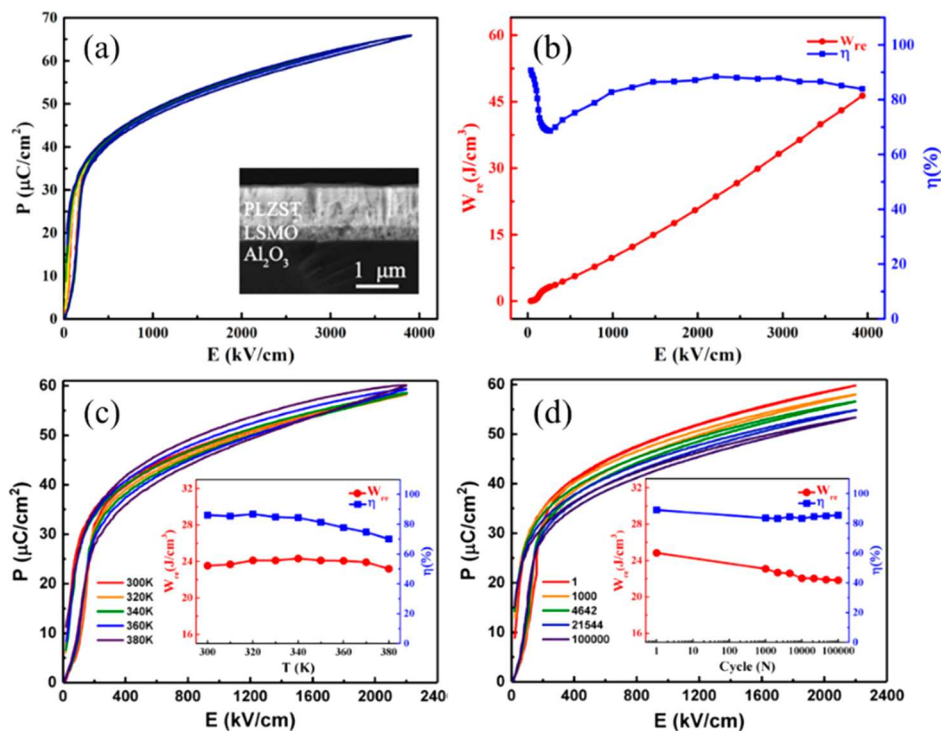 (a)
P (μC/cm²)
70
60
50
40
30
20
10
0
PLZST
LSMO
Al₂O₃
1 μm
0 1000 2000 3000 4000
E (kV/cm)
(b)
W_re
η
W_re(J/cm³)
60
45
30
15
0
η(%)
100
80
60
40
20
0
0 1000 2000 3000 4000
E (kV/cm)
(c)
P (μC/cm²)
60
50
40
30
20
10
0
300K
320K
340K
360K
380K
W_re
η
W_re(J/cm³)
32
28
24
20
16
η(%)
100
80
60
40
20
0
300 320 340 360 380
T (K)
0 400 800 1200 1600 2000 2400
E (kV/cm)
(d)
P (μC/cm²)
60
50
40
30
20
10
0
1
1000
4642
21544
100000
W_re
η
W_re(J/cm³)
32
28
24
20
16
η(%)
100
80
60
40
20
0
1 10 100 1000 10000 100000
Cycle (N)
0 400 800 1200 1600 2000 2400
E (kV/cm)